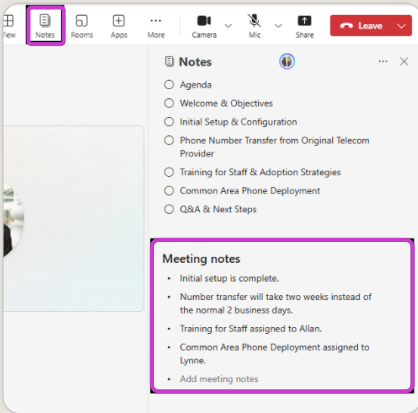 View
Notes
Rooms
Apps
More
Camera
Mic
Share
Leave
Notes
Agenda
Welcome & Objectives
Initial Setup & Configuration
Phone Number Transfer from Original Telecom
Provider
Training for Staff & Adoption Strategies
Common Area Phone Deployment
Q&A & Next Steps
Meeting notes
Initial setup is complete.
Number transfer will take two weeks instead of
the normal 2 business days.
Training for Staff assigned to Allan.
Common Area Phone Deployment assigned to
Lynne.
Add meeting notes